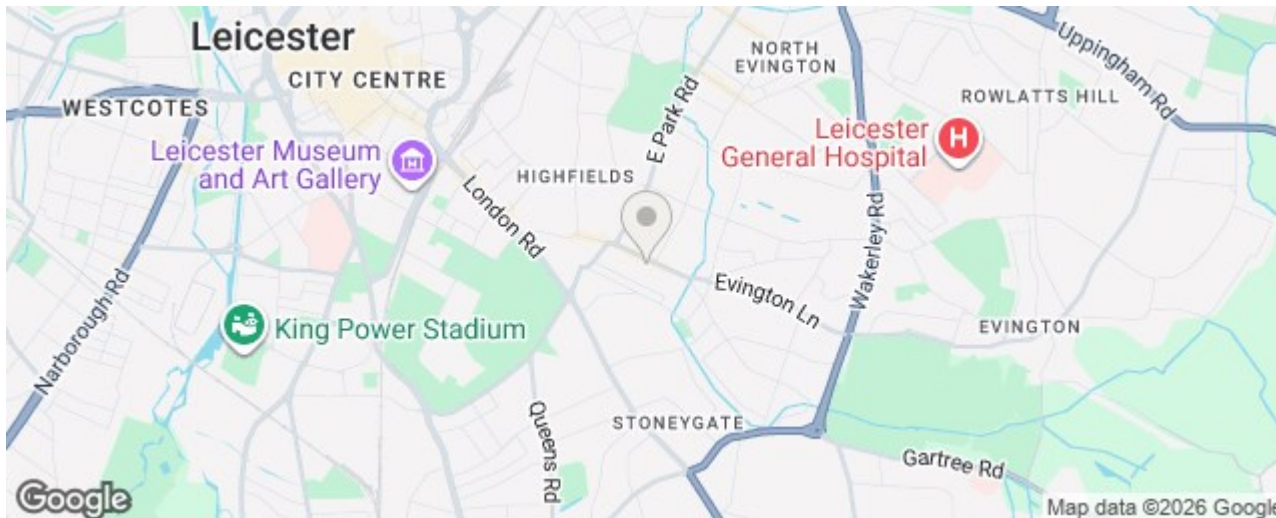 Leicester
CITY CENTRE
WESTCOTES
Leicester Museum
and Art Gallery
HIGHFIELDS
E Park Rd
NORTH
EVINGTON
Uppingham Rd
ROWLATTS HILL
Leicester
General Hospital
H
London Rd
Wakerley Rd
Evington Ln
EVINGTON
Narborough Rd
King Power Stadium
Queens Rd
STONEYGATE
Gartree Rd
Google
Map data ©2026 Google